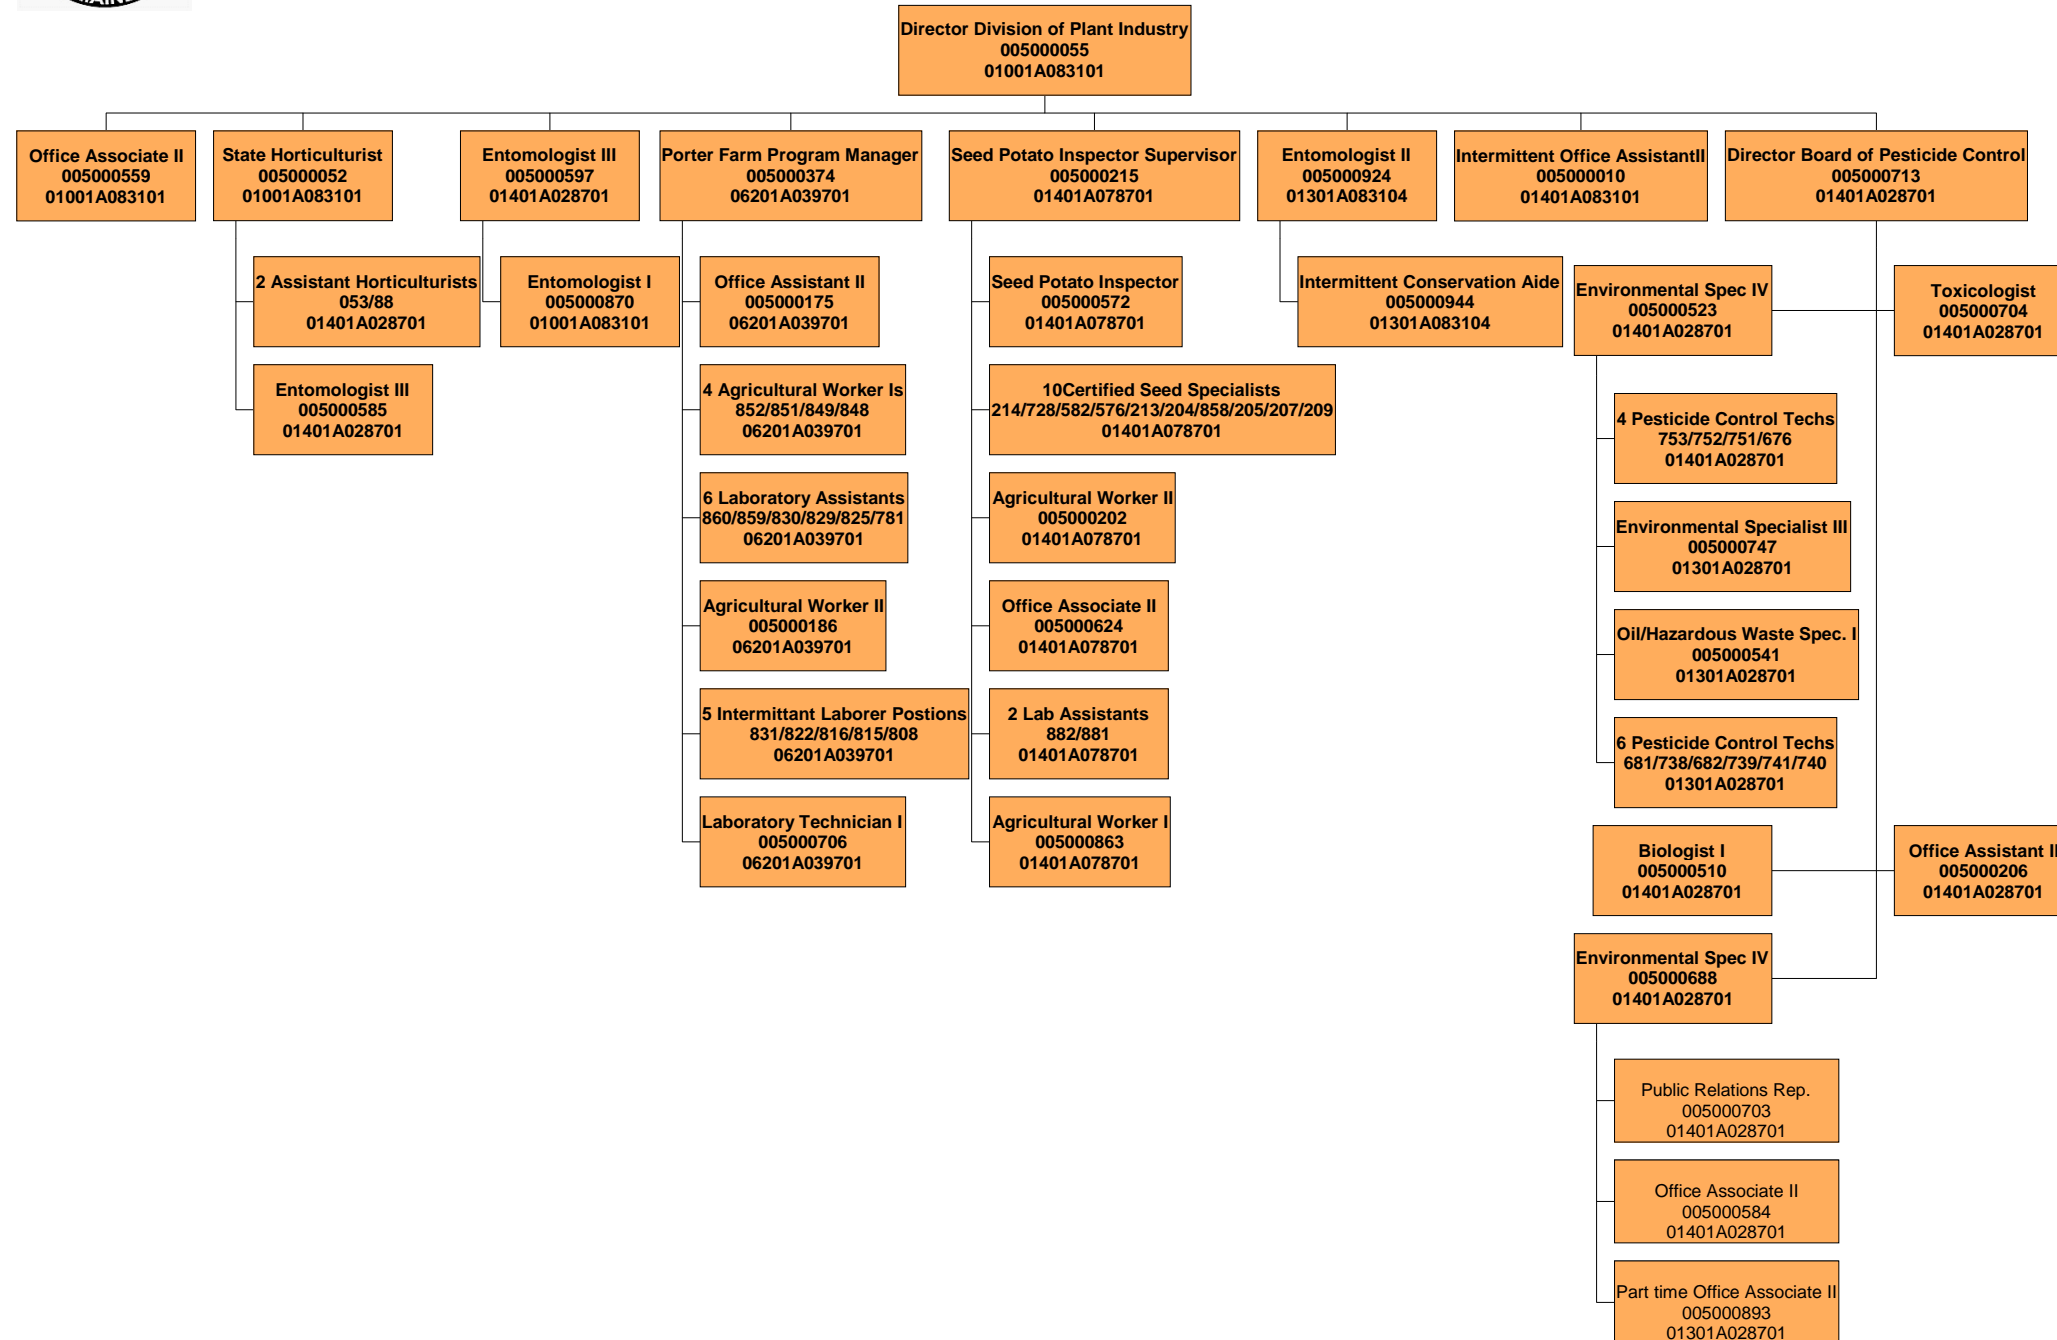 Director Division of Plant Industry
005000055
01001A083101
Office Associate II
005000559
01001A083101
State Horticulturist
005000052
01001A083101
Entomologist III
005000597
01401A028701
Porter Farm Program Manager
005000374
06201A039701
Seed Potato Inspector Supervisor
005000215
01401A078701
Entomologist II
005000924
01301A083104
Intermittent Office AssistantII
005000010
01401A083101
Director Board of Pesticide Control
005000713
01401A028701
2 Assistant Horticulturists
053/88
01401A028701
Entomologist III
005000585
01401A028701
Entomologist I
005000870
01001A083101
Office Assistant II
005000175
06201A039701
4 Agricultural Worker Is
852/851/849/848
06201A039701
6 Laboratory Assistants
860/859/830/829/825/781
06201A039701
Agricultural Worker II
005000186
06201A039701
5 Intermittant Laborer Postions
831/822/816/815/808
06201A039701
Laboratory Technician I
005000706
06201A039701
Seed Potato Inspector
005000572
01401A078701
10Certified Seed Specialists
214/728/582/576/213/204/858/205/207/209
01401A078701
Agricultural Worker II
005000202
01401A078701
Office Associate II
005000624
01401A078701
2 Lab Assistants
882/881
01401A078701
Agricultural Worker I
005000863
01401A078701
Intermittent Conservation Aide
005000944
01301A083104
Environmental Spec IV
005000523
01401A028701
Toxicologist
005000704
01401A028701
4 Pesticide Control Techs
753/752/751/676
01401A028701
Environmental Specialist III
005000747
01301A028701
Oil/Hazardous Waste Spec. I
005000541
01301A028701
6 Pesticide Control Techs
681/738/682/739/741/740
01301A028701
Biologist I
005000510
01401A028701
Office Assistant II
005000206
01401A028701
Environmental Spec IV
005000688
01401A028701
Public Relations Rep.
005000703
01401A028701
Office Associate II
005000584
01401A028701
Part time Office Associate II
005000893
01301A028701